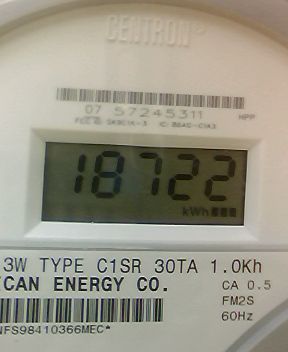 CENTRON
07 57245311
HPP
18722
kWh
3W TYPE C1SR 30TA 1.0Kh
CAN ENERGY CO. CA 0.5
FM2S
60Hz
NFS98410366MEC*